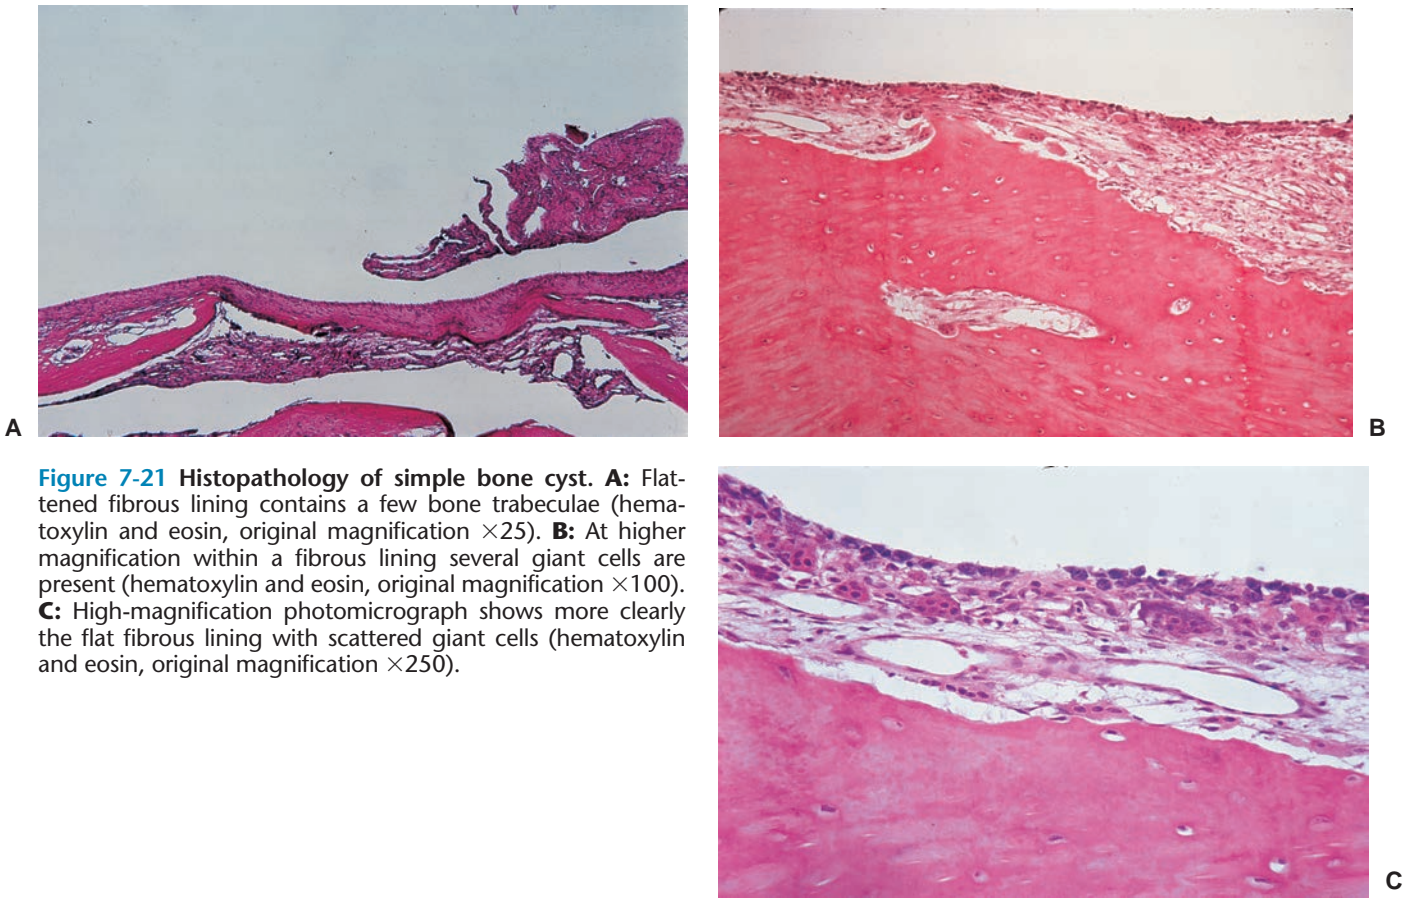 A
B
Figure 7-21 Histopathology of simple bone cyst. A: Flat-
tened fibrous lining contains a few bone trabeculae (hema-
toxylin and eosin, original magnification ×25). B: At higher
magnification within a fibrous lining several giant cells are
present (hematoxylin and eosin, original magnification ×100).
C: High-magnification photomicrograph shows more clearly
the flat fibrous lining with scattered giant cells (hematoxylin
and eosin, original magnification ×250).
C